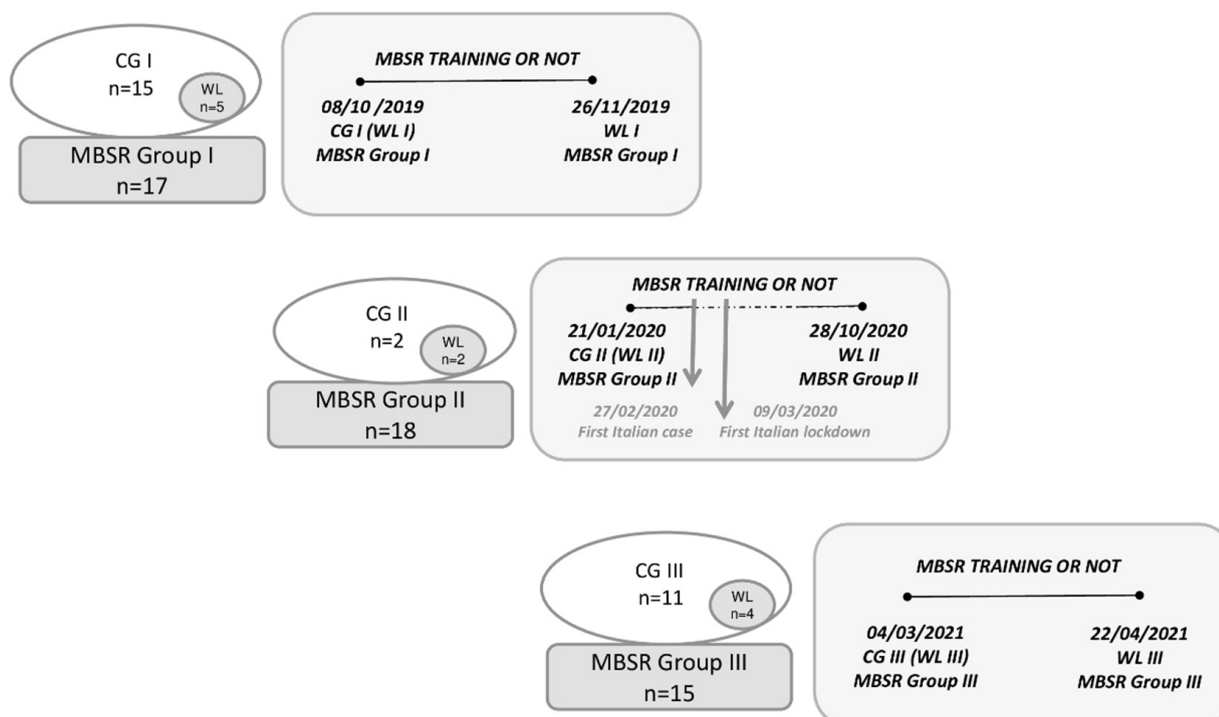 CG I
n=15
WL
n=5
MBSR Group I
n=17
MBSR TRAINING OR NOT
08/10 /2019
CG I (WL I)
MBSR Group I
26/11/2019
WL I
MBSR Group I
CG II
n=2
WL
n=2
MBSR Group II
n=18
MBSR TRAINING OR NOT
21/01/2020
CG II (WL II)
MBSR Group II
28/10/2020
WL II
MBSR Group II
27/02/2020
First Italian case
09/03/2020
First Italian lockdown
CG III
n=11
WL
n=4
MBSR Group III
n=15
MBSR TRAINING OR NOT
04/03/2021
CG III (WL III)
MBSR Group III
22/04/2021
WL III
MBSR Group III